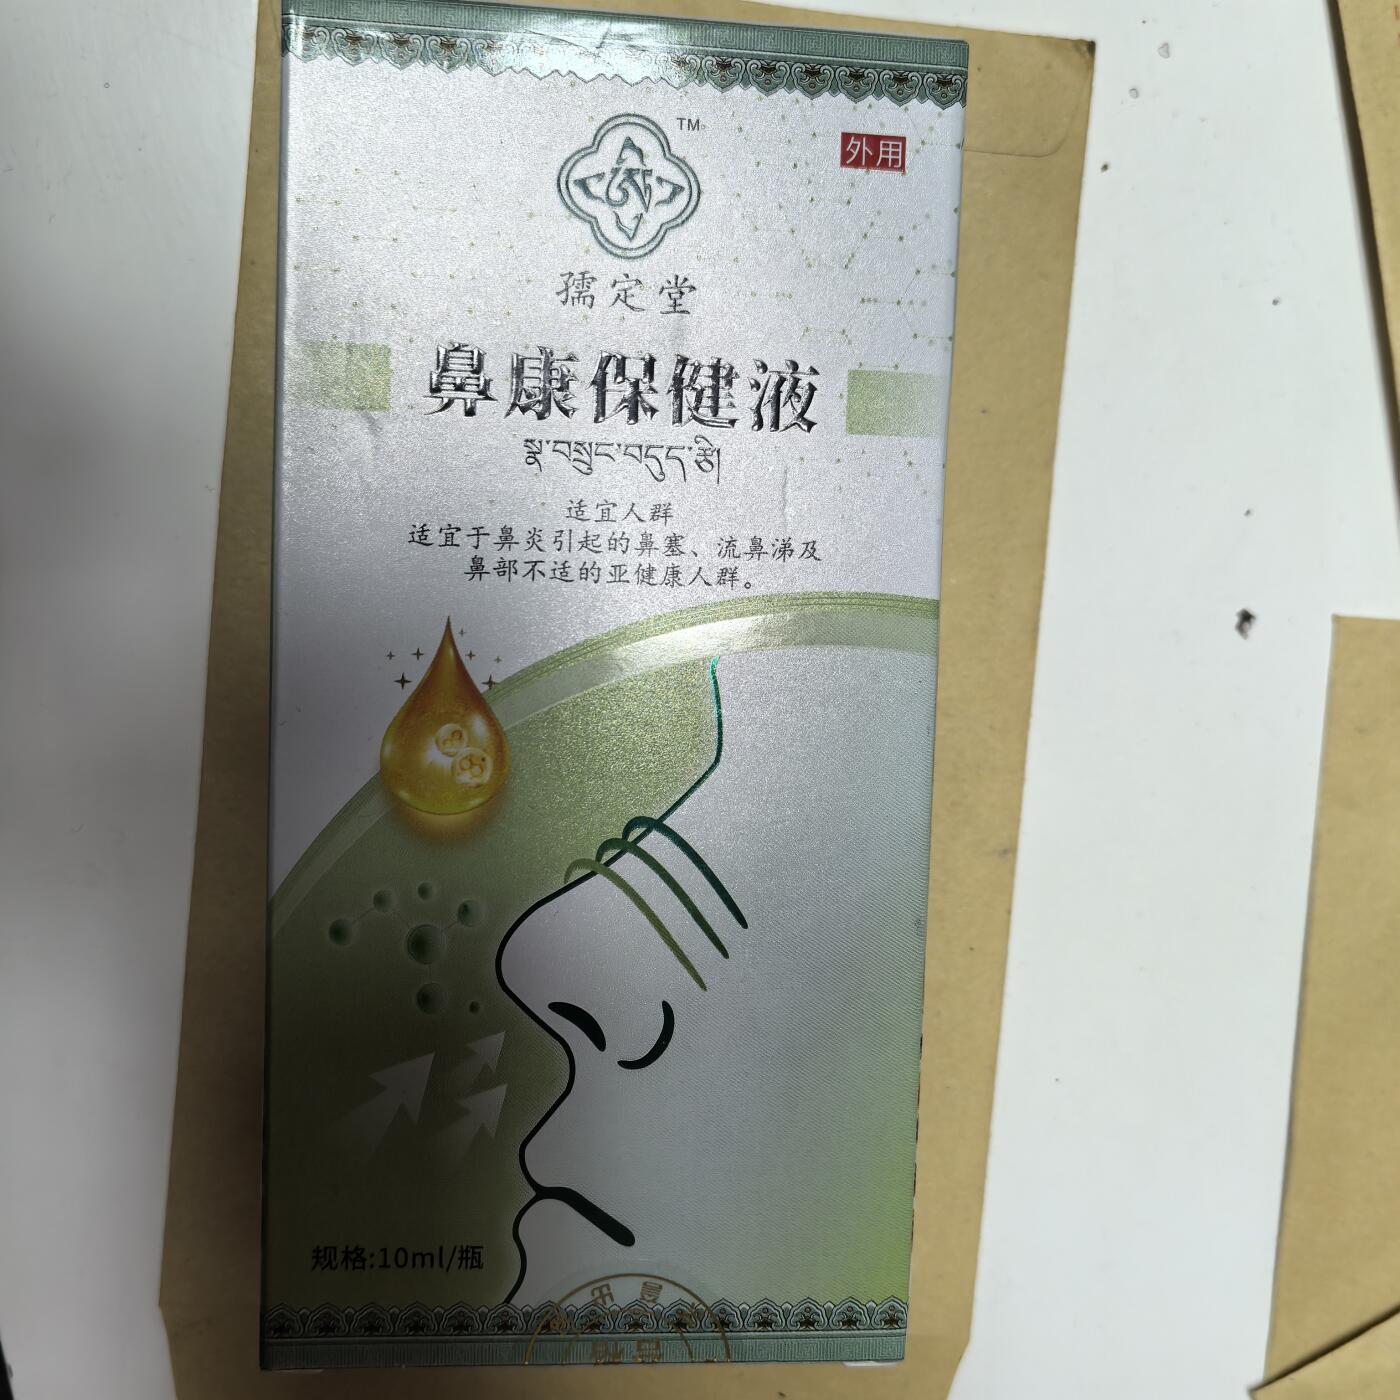 TM
外用
孺定堂
鼻康保健液
སྣ་བསྲུང་བདུད་རྩི།
适宜人群
适宜于鼻炎引起的鼻塞、流鼻涕及
鼻部不适的亚健康人群。
规格:10ml/瓶